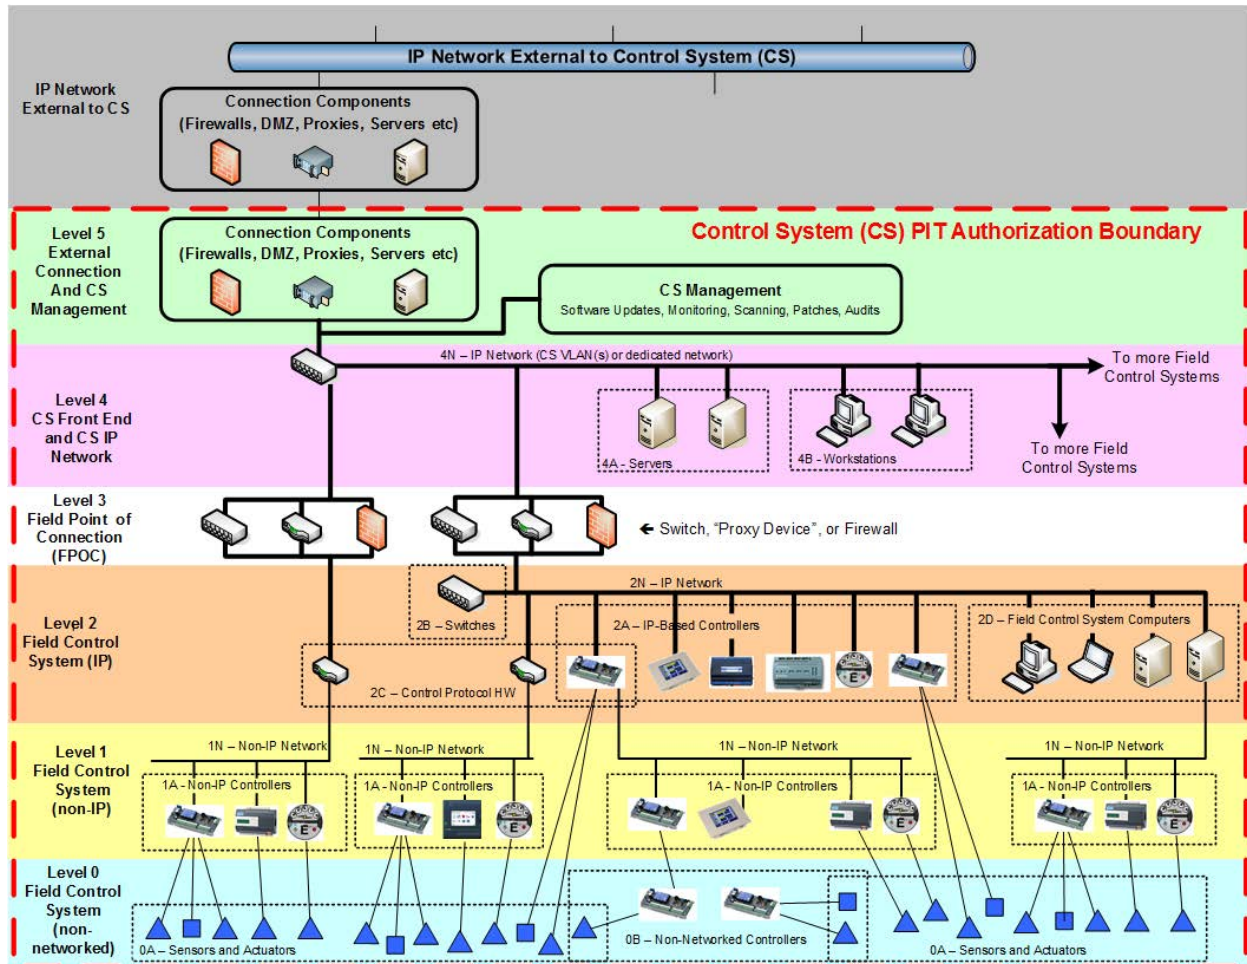 IP Network External to Control System (CS)
IP Network
External to CS
Connection Components
(Firewalls, DMZ, Proxies, Servers etc)
Level 5
External
Connection
And CS
Management
Connection Components
(Firewalls, DMZ, Proxies, Servers etc)
Control System (CS) PIT Authorization Boundary
CS Management
Software Updates, Monitoring, Scanning, Patches, Audits
Level 4
CS Front End
and CS IP
Network
4N – IP Network (CS VLAN(s) or dedicated network)
To more Field
Control Systems
4A - Servers
4B - Workstations
To more Field
Control Systems
Level 3
Field Point of
Connection
(FPOC)
← Switch, “Proxy Device”, or Firewall
Level 2
Field Control
System (IP)
2N – IP Network
2B – Switches
2A – IP-Based Controllers
2D – Field Control System Computers
2C – Control Protocol HW
E
Level 1
Field Control
System
(non-IP)
1N – Non-IP Network
1N – Non-IP Network
1N – Non-IP Network
1N – Non-IP Network
1A - Non-IP Controllers
1A - Non-IP Controllers
1A - Non-IP Controllers
1A - Non-IP Controllers
E
E
E
E
Level 0
Field Control
System
(non-
networked)
0A – Sensors and Actuators
0B – Non-Networked Controllers
0A – Sensors and Actuators